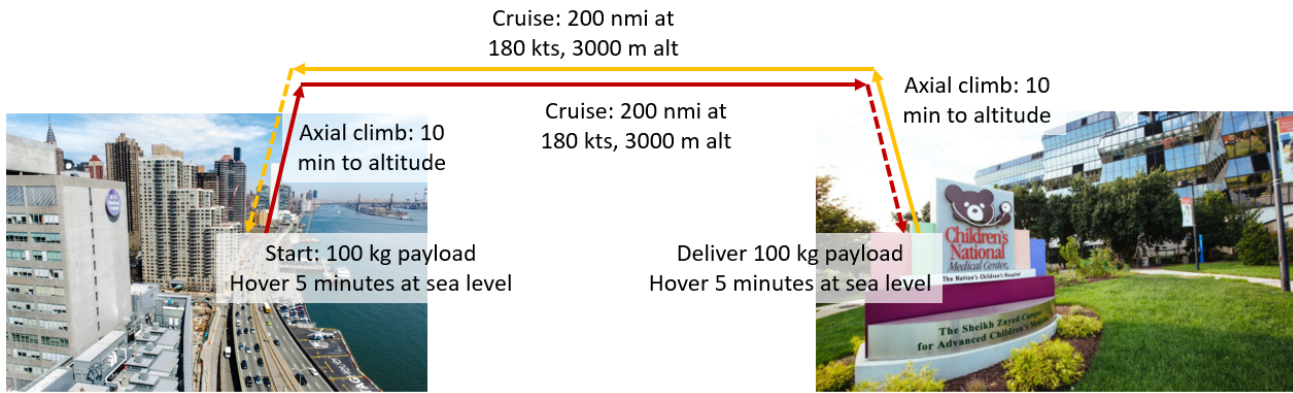 Cruise: 200 nmi at
180 kts, 3000 m alt
Axial climb: 10
min to altitude
Cruise: 200 nmi at
180 kts, 3000 m alt
Axial climb: 10
min to altitude
Start: 100 kg payload
Hover 5 minutes at sea level
Deliver 100 kg payload
Hover 5 minutes at sea level
Children's
National
Medical Center
The Nation's Children's Hospital
The Sheikh Zayed Campus
for Advanced Children's Medicine